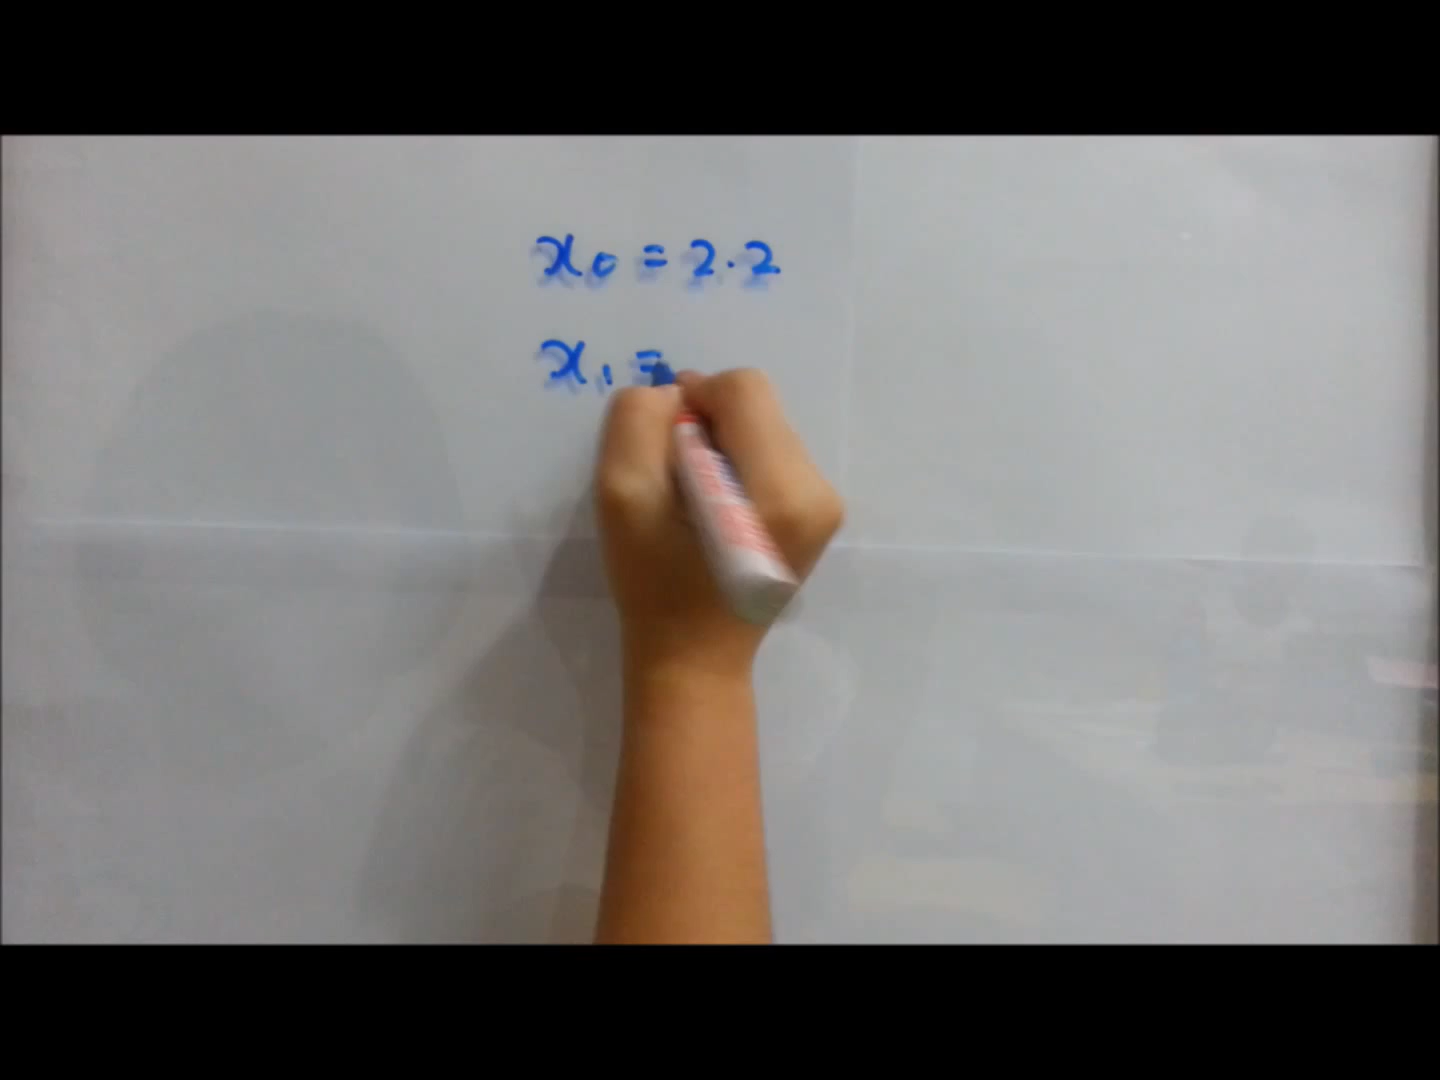 x₀ = 2.2
x₁ =